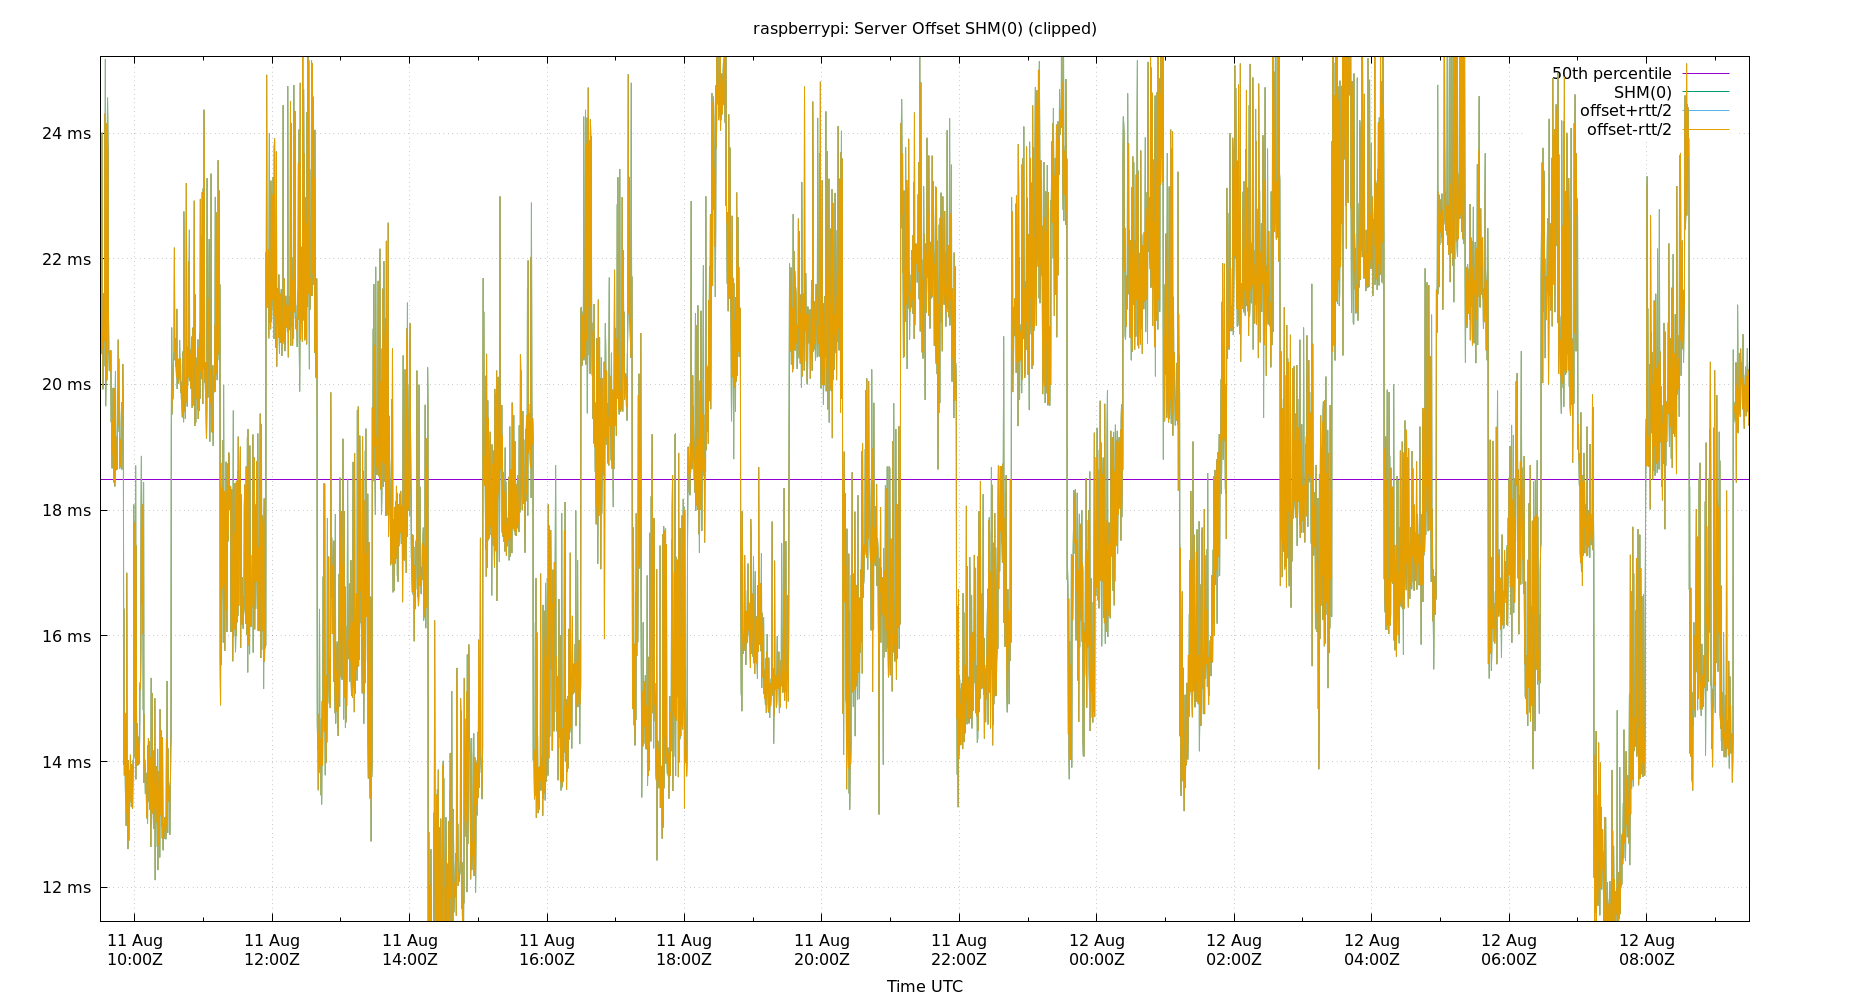 raspberrypi: Server Offset SHM(0) (clipped)
50th percentile
SHM(0)
offset+rtt/2
offset-rtt/2
24 ms
22 ms
20 ms
18 ms
16 ms
14 ms
12 ms
11 Aug 11 Aug 11 Aug 11 Aug 11 Aug 11 Aug 11 Aug 12 Aug 12 Aug 12 Aug 12 Aug 12 Aug
10:00Z 12:00Z 14:00Z 16:00Z 18:00Z 20:00Z 22:00Z 00:00Z 02:00Z 04:00Z 06:00Z 08:00Z
Time UTC